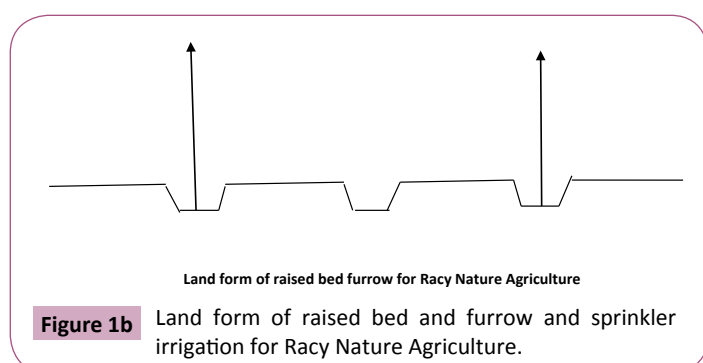 Land form of raised bed furrow for Racy Nature Agriculture
Figure 1b Land form of raised bed and furrow and sprinkler
irrigation for Racy Nature Agriculture.